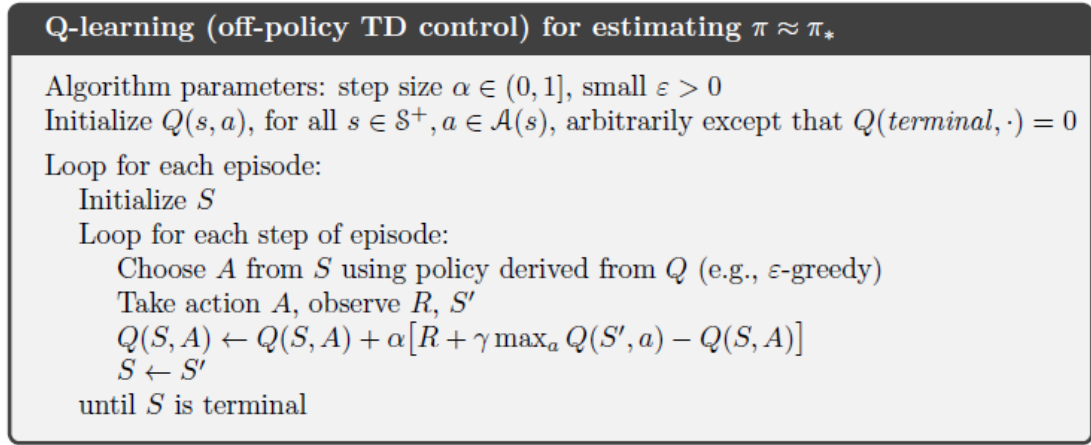 Q-learning (off-policy TD control) for estimating π ≈ π*
Algorithm parameters: step size α ∈ (0, 1], small ε > 0
Initialize Q(s, a), for all s ∈ S⁺, a ∈ A(s), arbitrarily except that Q(terminal, ·) = 0
Loop for each episode:
Initialize S
Loop for each step of episode:
Choose A from S using policy derived from Q (e.g., ε-greedy)
Take action A, observe R, S′
Q(S, A) ← Q(S, A) + α[R + γ maxₐ Q(S′, a) − Q(S, A)]
S ← S′
until S is terminal